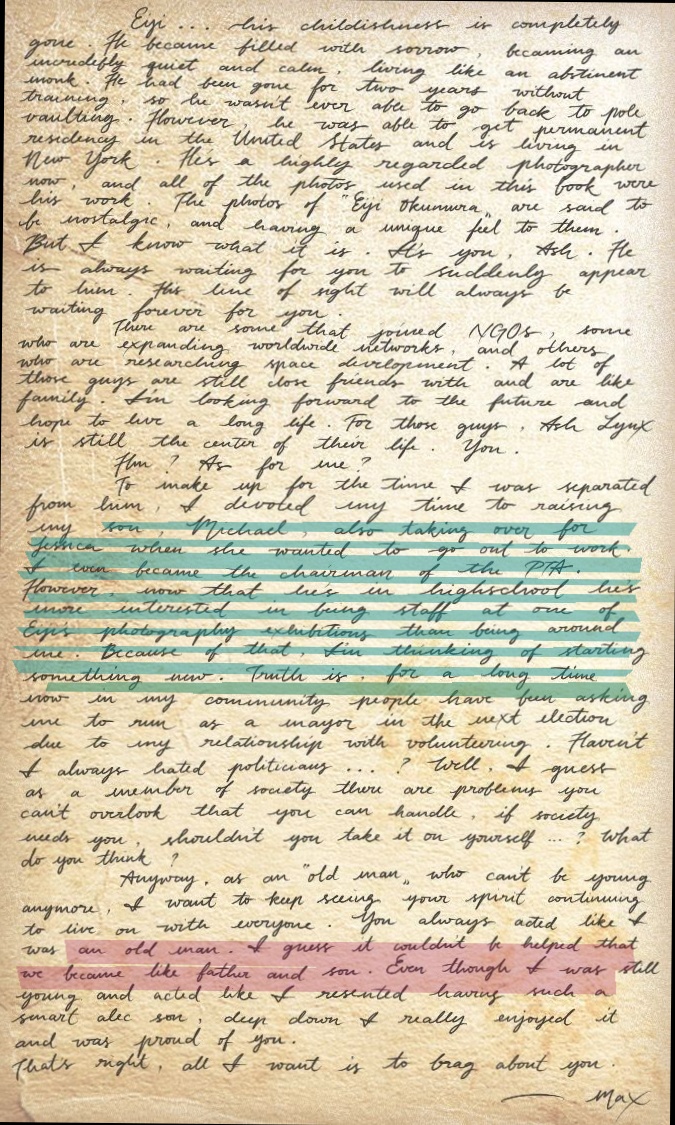 Eiji ... his childishness is completely
gone. He became filled with sorrow, becoming an
incredibly quiet and calm, living like an abstinent
monk. He had been gone for two years without
training, so he wasn't ever able to go back to pole
vaulting. However, he was able to get permanent
residency in the United States and is living in
New York. He's a highly regarded photographer
now, and all of the photos used in this book were
his work. The photos of "Eiji Okumura" are said to
be nostalgic, and having a unique feel to them.
But I know what it is. It's you, Ash. He
is always waiting for you to suddenly appear
to him. His line of sight will always be
waiting forever for you.
There are some that joined NGOs, some
who are expanding worldwide networks, and others
who are researching space development. A lot of
those guys are still close friends with and are like
family. I'm looking forward to the future and
hope to live a long life. For those guys, Ash Lynx
is still the center of their life. You.
Hm? As for me?
To make up for the time I was separated
from him, I devoted my time to raising
my son, Michael, also taking over for
Jessica when she wanted to go out to work.
I even became the chairman of the PTA.
However, now that he's in highschool he's
more interested in being staff at one of
Eiji's photography exhibitions than being around
me. Because of that, I'm thinking of starting
something new. Truth is, for a long time
now in my community people have been asking
me to run as a mayor in the next election
due to my relationship with volunteering. Haven't
I always hated politicians ... ? Well, I guess
as a member of society there are problems you
can't overlook that you can handle, if society
needs you, shouldn't you take it on yourself ... ? What
do you think?
Anyway, as an "old man" who can't be young
anymore, I want to keep seeing your spirit continuing
to live on with everyone. You always acted like I
was an old man. I guess it couldn't be helped that
we became like father and son. Even though I was still
young and acted like I resented having such a
smart alec son, deep down I really enjoyed it
and was proud of you.
That's right, all I want is to brag about you.
— Max